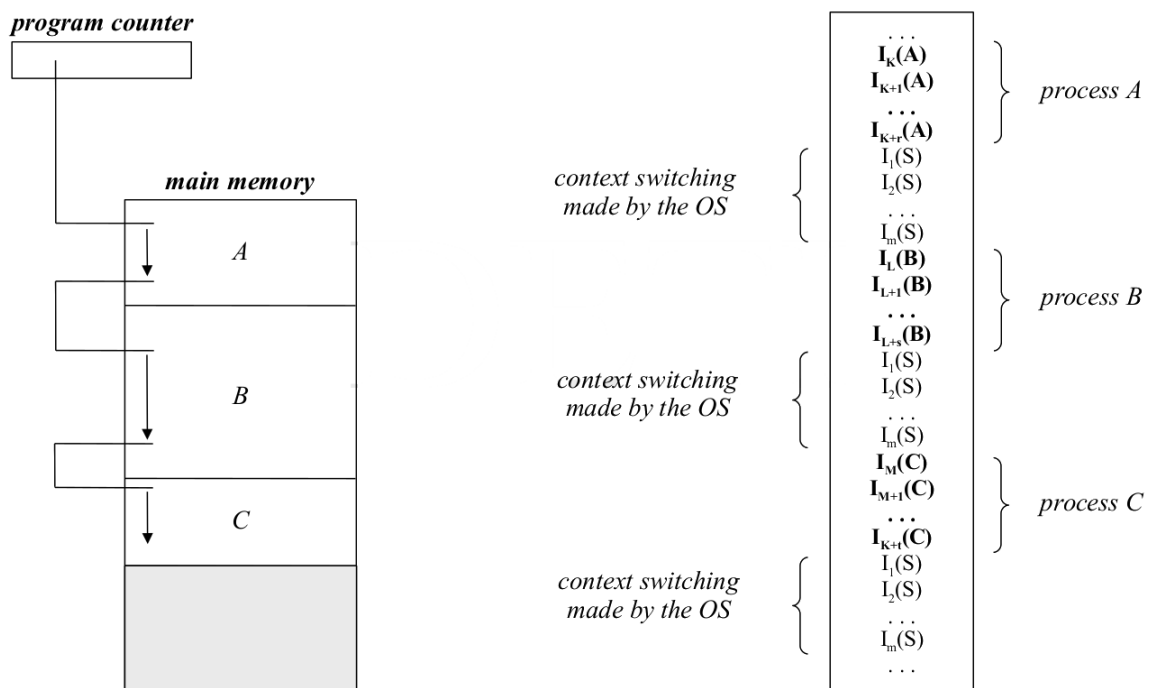 program counter
main memory
A
B
C
. . .
I_K(A)
I_K+1(A)
. . .
I_K+r(A)
I_1(S)
I_2(S)
. . .
I_m(S)
I_L(B)
I_L+1(B)
. . .
I_L+s(B)
I_1(S)
I_2(S)
. . .
I_m(S)
I_M(C)
I_M+1(C)
. . .
I_K+t(C)
I_1(S)
I_2(S)
. . .
I_m(S)
. . .
process A
context switching
made by the OS
process B
context switching
made by the OS
process C
context switching
made by the OS